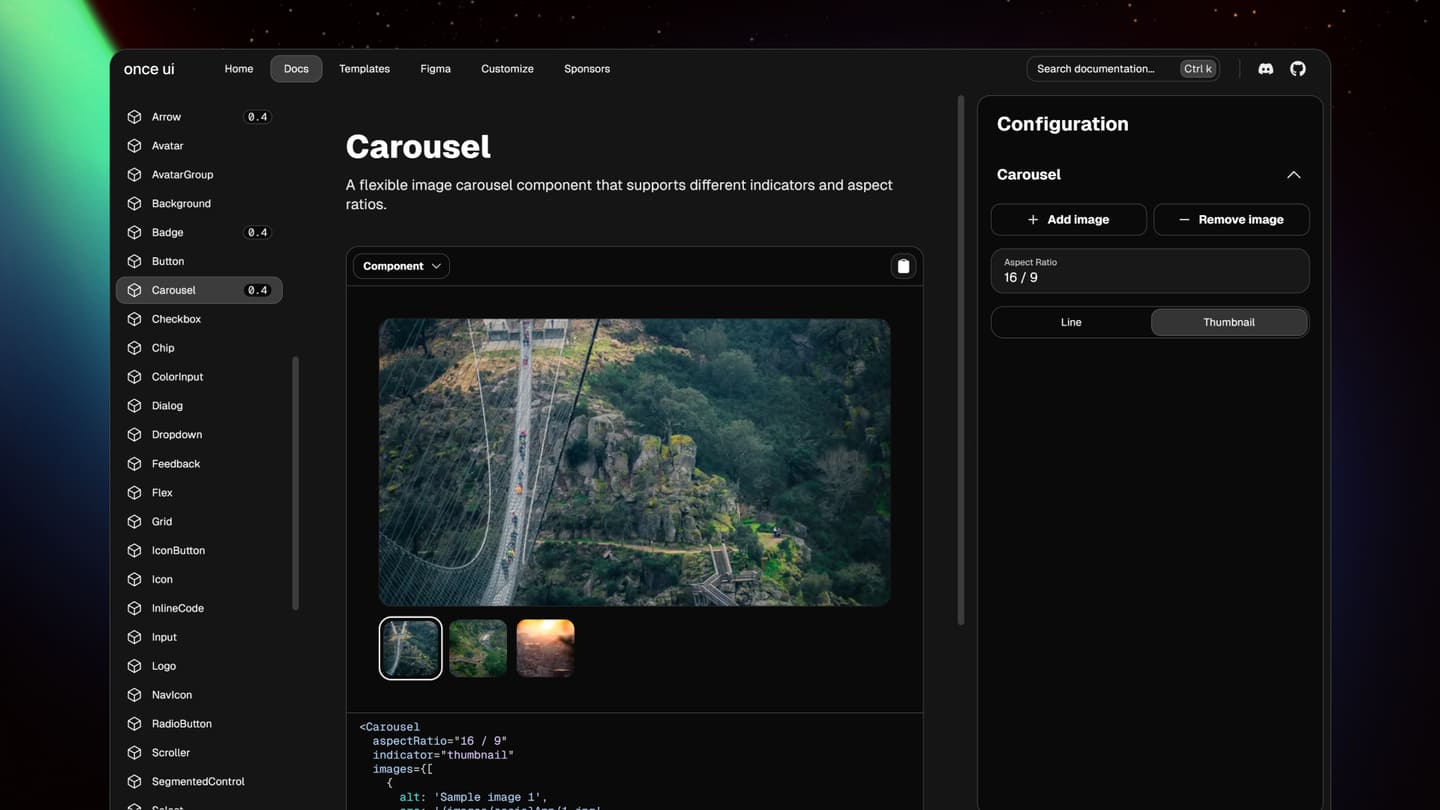 once ui
Home
Docs
Templates
Figma
Customize
Sponsors
Search documentation...
Ctrl k
Arrow
0.4
Avatar
AvatarGroup
Background
Badge
0.4
Button
Carousel
0.4
Checkbox
Chip
ColorInput
Dialog
Dropdown
Feedback
Flex
Grid
IconButton
Icon
InlineCode
Input
Logo
NavIcon
RadioButton
Scroller
SegmentedControl
Carousel
A flexible image carousel component that supports different indicators and aspect
ratios.
Component
<Carousel
aspectRatio="16 / 9"
indicator="thumbnail"
images={[
{
alt: 'Sample image 1',
Configuration
Carousel
Add image
Remove image
Aspect Ratio
16 / 9
Line
Thumbnail